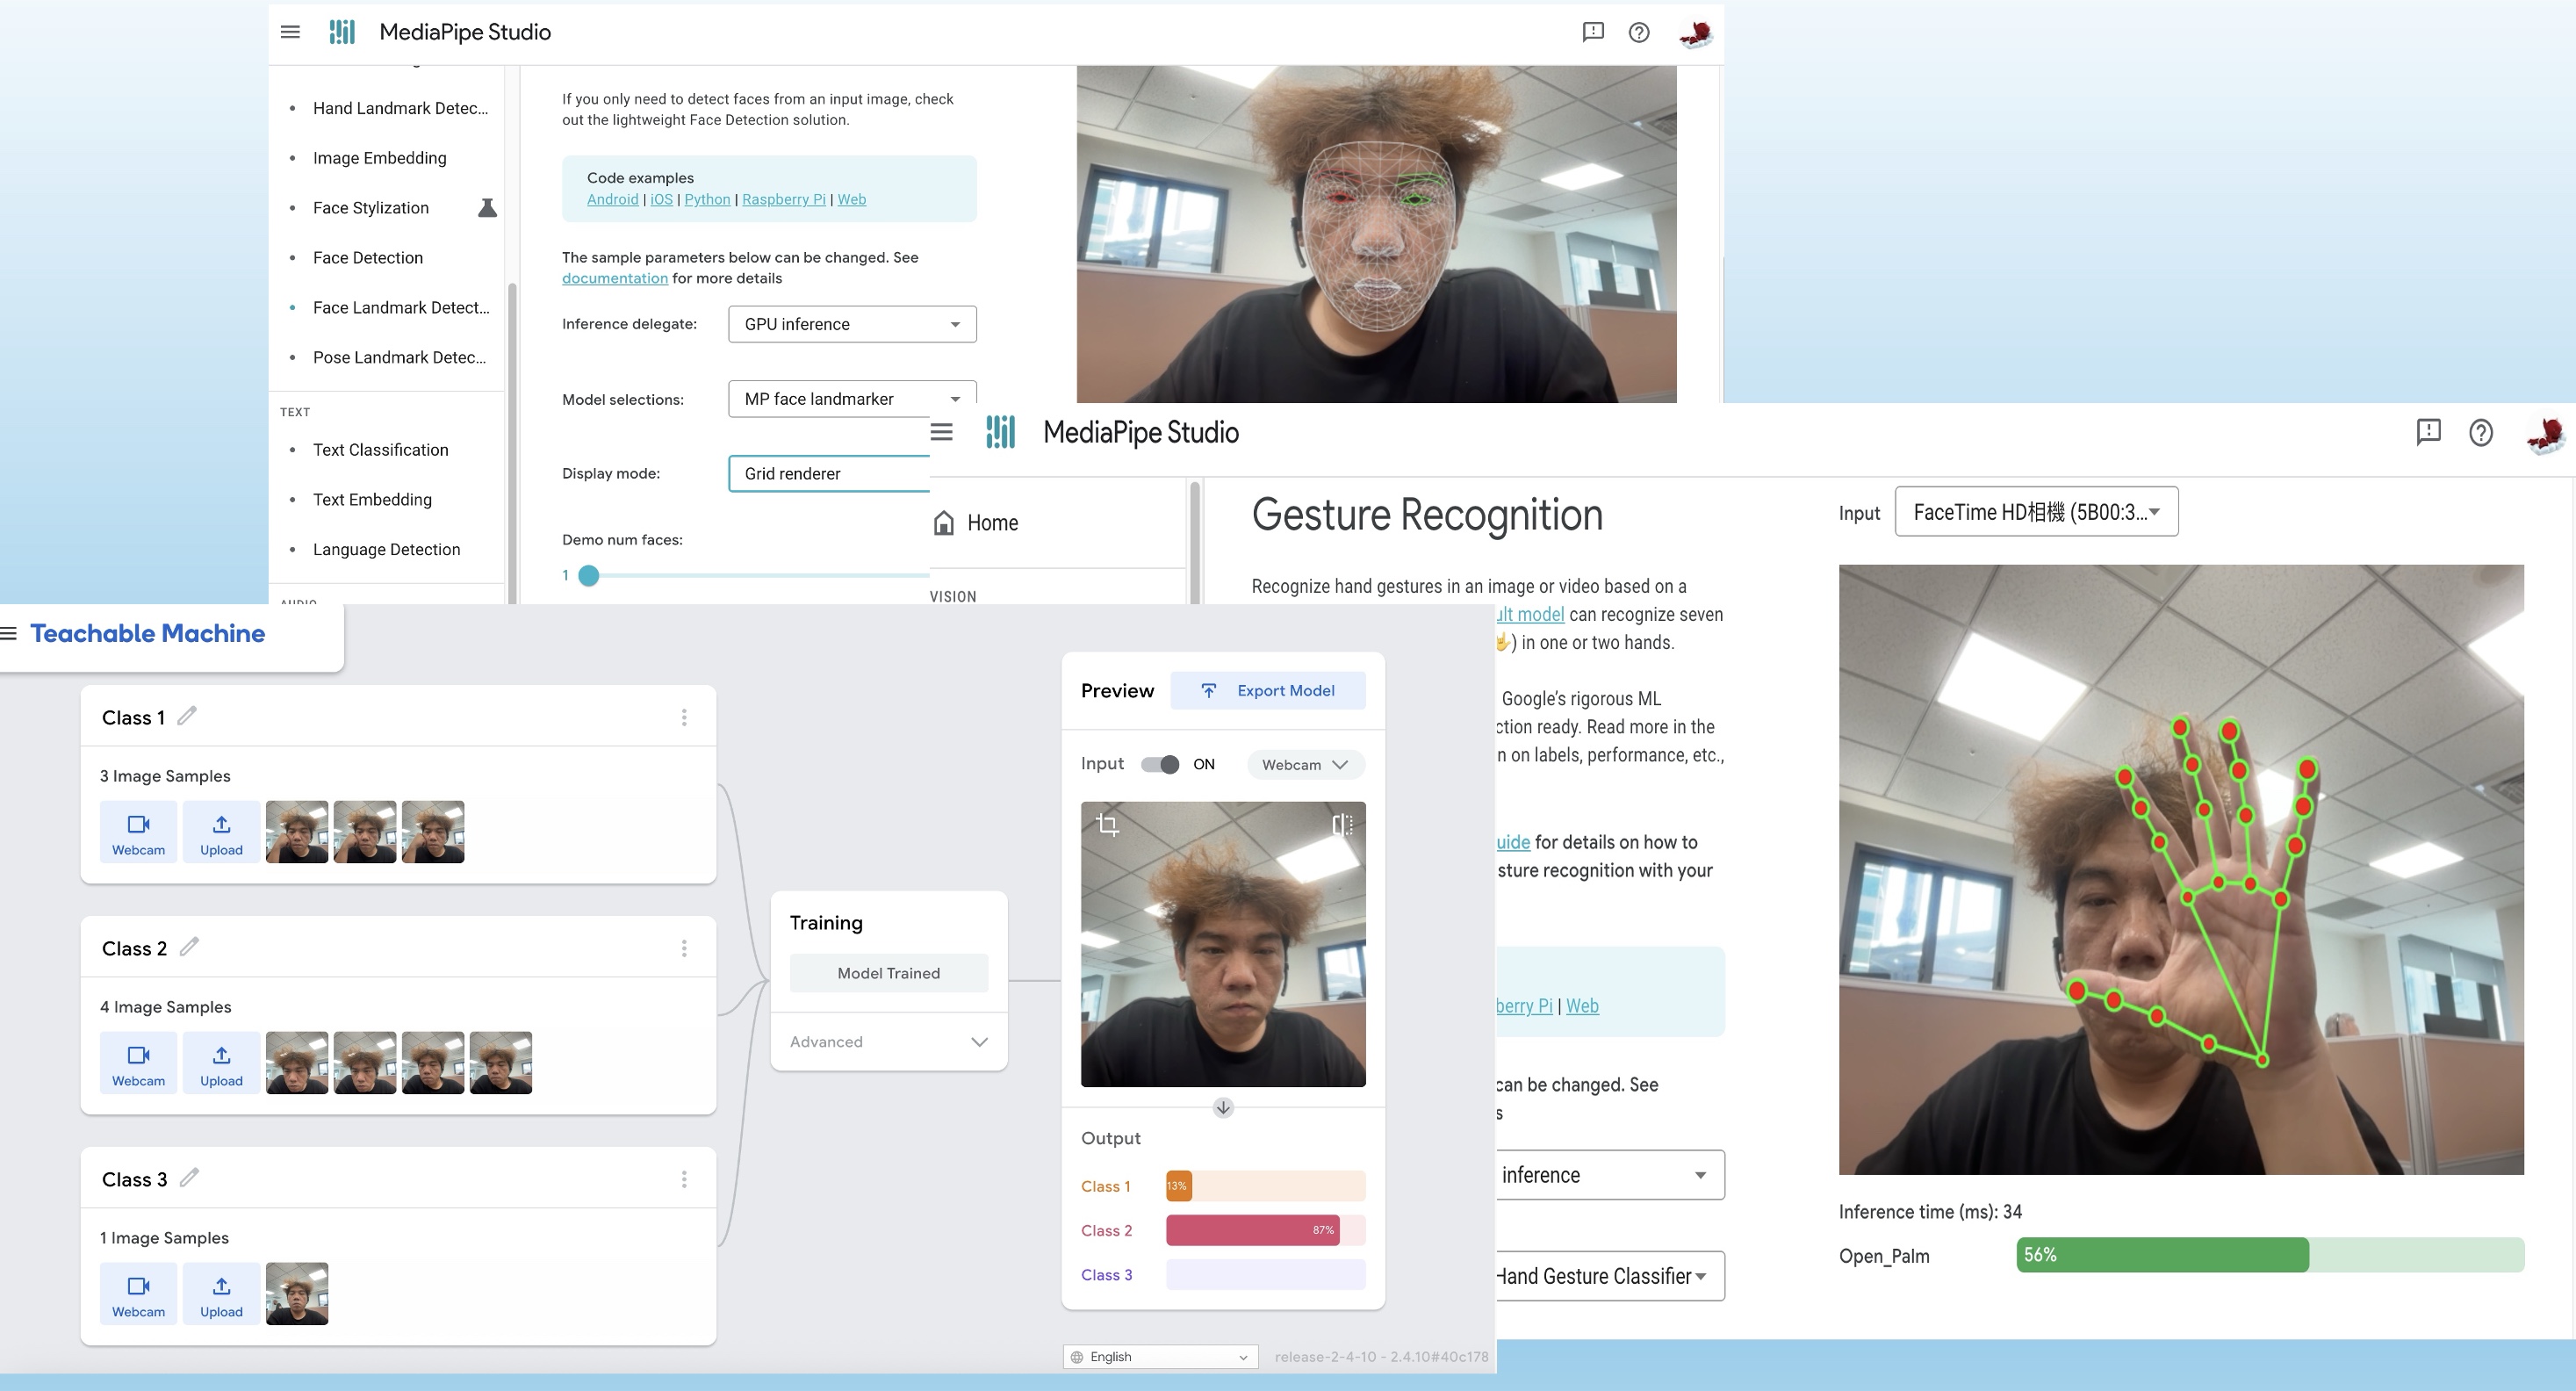 MediaPipe Studio
Hand Landmark Detec...
Image Embedding
Face Stylization
Face Detection
Face Landmark Detect...
Pose Landmark Detec...
TEXT
Text Classification
Text Embedding
Language Detection
If you only need to detect faces from an input image, check
out the lightweight Face Detection solution.
Code examples
Android | iOS | Python | Raspberry Pi | Web
The sample parameters below can be changed. See
documentation for more details
Inference delegate: GPU inference
Model selections: MP face landmarker
Display mode: Grid renderer
Demo num faces:
1
MediaPipe Studio
Home
VISION
Gesture Recognition
Recognize hand gestures in an image or video based on a
ult model can recognize seven
) in one or two hands.
Google’s rigorous ML
ction ready. Read more in the
n on labels, performance, etc.,
uide for details on how to
sture recognition with your
berry Pi | Web
can be changed. See
s
inference
Hand Gesture Classifier
Input FaceTime HD相機 (5B00:3...
Inference time (ms): 34
Open_Palm 56%
Teachable Machine
Class 1
3 Image Samples
Webcam Upload
Class 2
4 Image Samples
Webcam Upload
Class 3
1 Image Samples
Webcam Upload
Training
Model Trained
Advanced
Preview Export Model
Input ON Webcam
Output
Class 1 13%
Class 2 87%
Class 3
English release-2-4-10 - 2.4.10#40c178